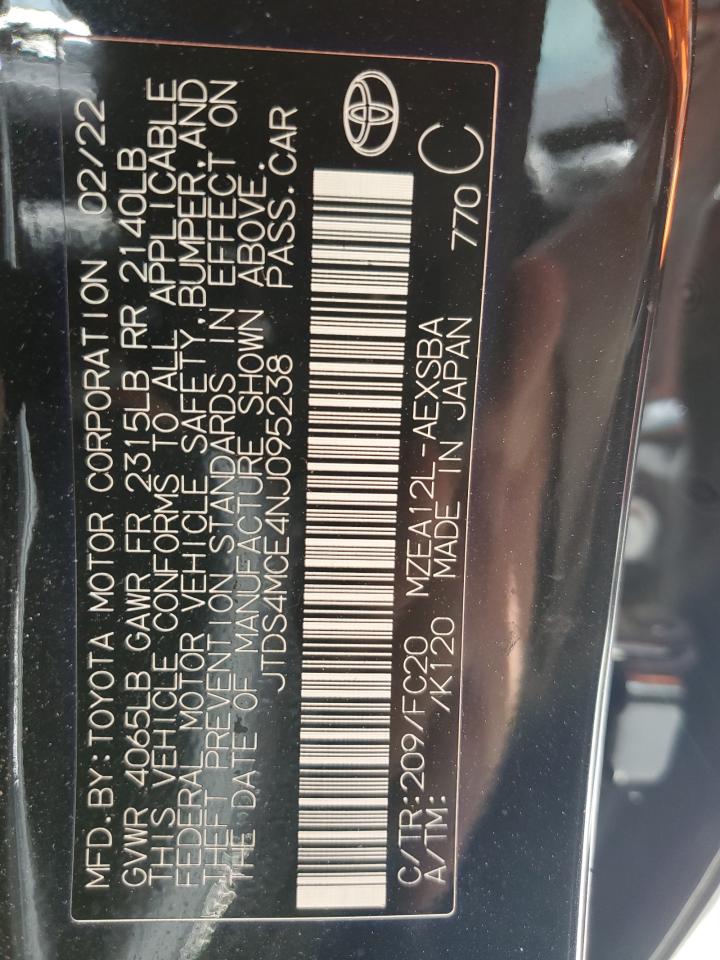 MFD.BY:TOYOTA MOTOR CORPORATION 02/22
GVWR 4065LB GAWR FR 2315LB RR 2140LB
THIS VEHICLE CONFORMS TO ALL APPLICABLE
FEDERAL MOTOR VEHICLE SAFETY,BUMPER,AND
THEFT PREVENTION STANDARDS IN EFFECT ON
THE DATE OF MANUFACTURE SHOWN ABOVE.
JTDS4MCE4NJ095238 PASS.CAR
C/TR:209/FC20 MZEA12L-AEXSBA
A/TM: /K120 MADE IN JAPAN 770 C